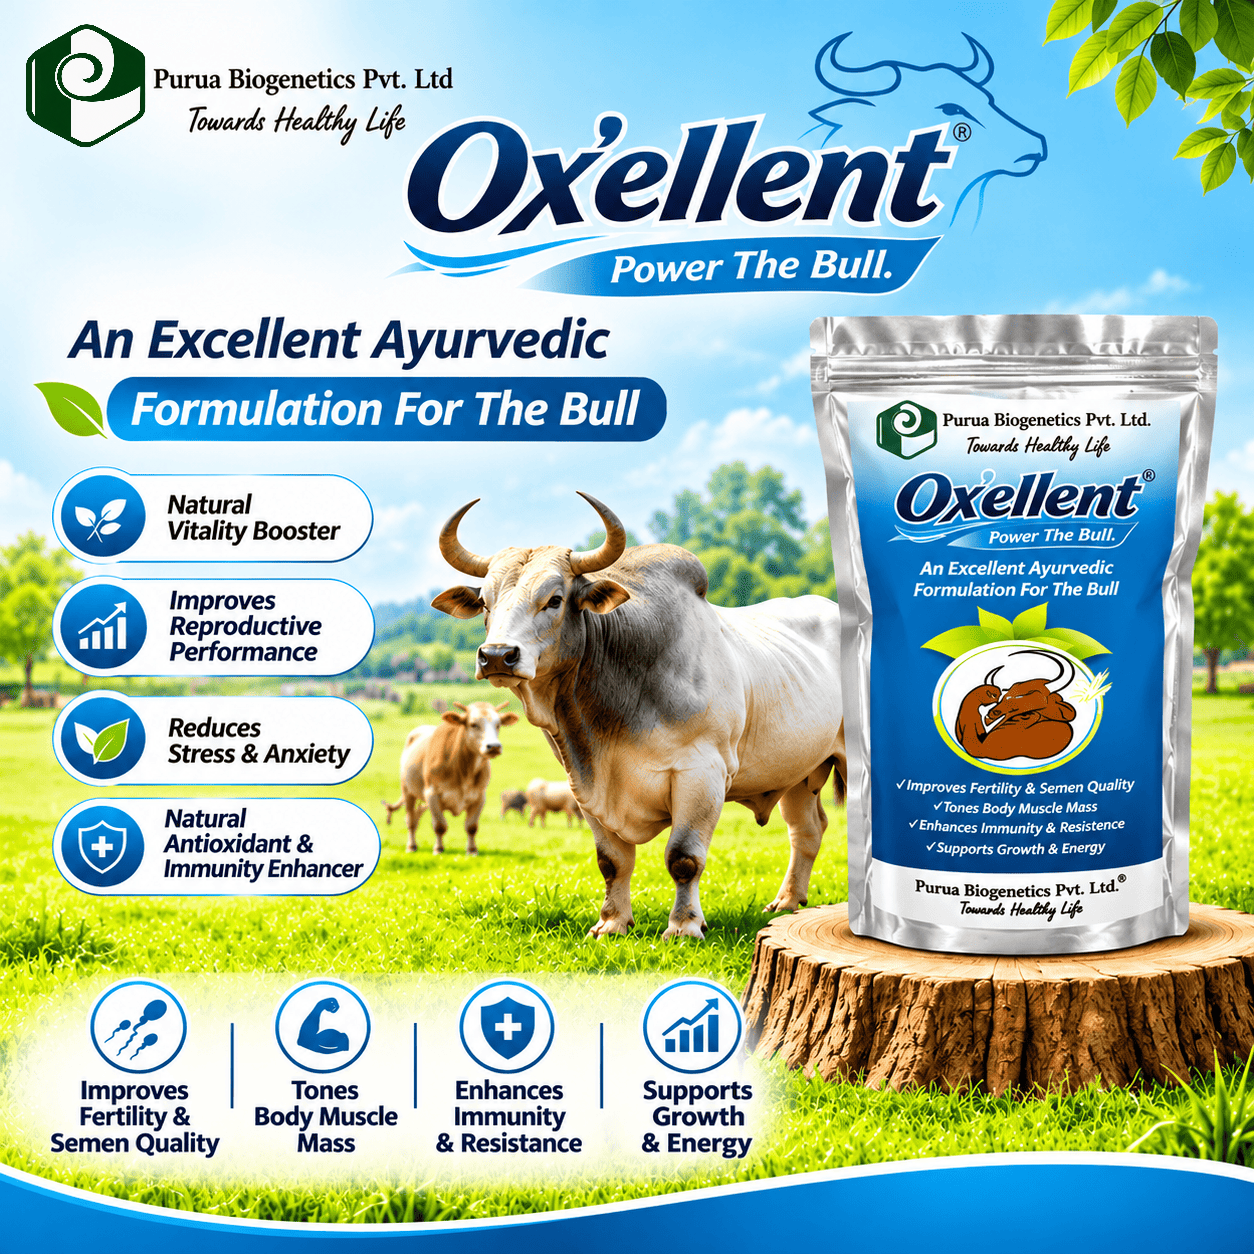 Purua Biogenetics Pvt. Ltd
Towards Healthy Life
Ox'ellent®
Power The Bull.
An Excellent Ayurvedic
Formulation For The Bull
Natural
Vitality Booster
Improves
Reproductive
Performance
Reduces
Stress & Anxiety
Natural
Antioxidant &
Immunity Enhancer
Purua Biogenetics Pvt. Ltd.
Towards Healthy Life
Ox'ellent®
Power The Bull.
An Excellent Ayurvedic
Formulation For The Bull
✓Improves Fertility & Semen Quality
✓Tones Body Muscle Mass
✓Enhances Immunity & Resistence
✓Supports Growth & Energy
Purua Biogenetics Pvt. Ltd.®
Towards Healthy Life
Improves
Fertility &
Semen Quality
Tones
Body Muscle
Mass
Enhances
Immunity
& Resistance
Supports
Growth
& Energy